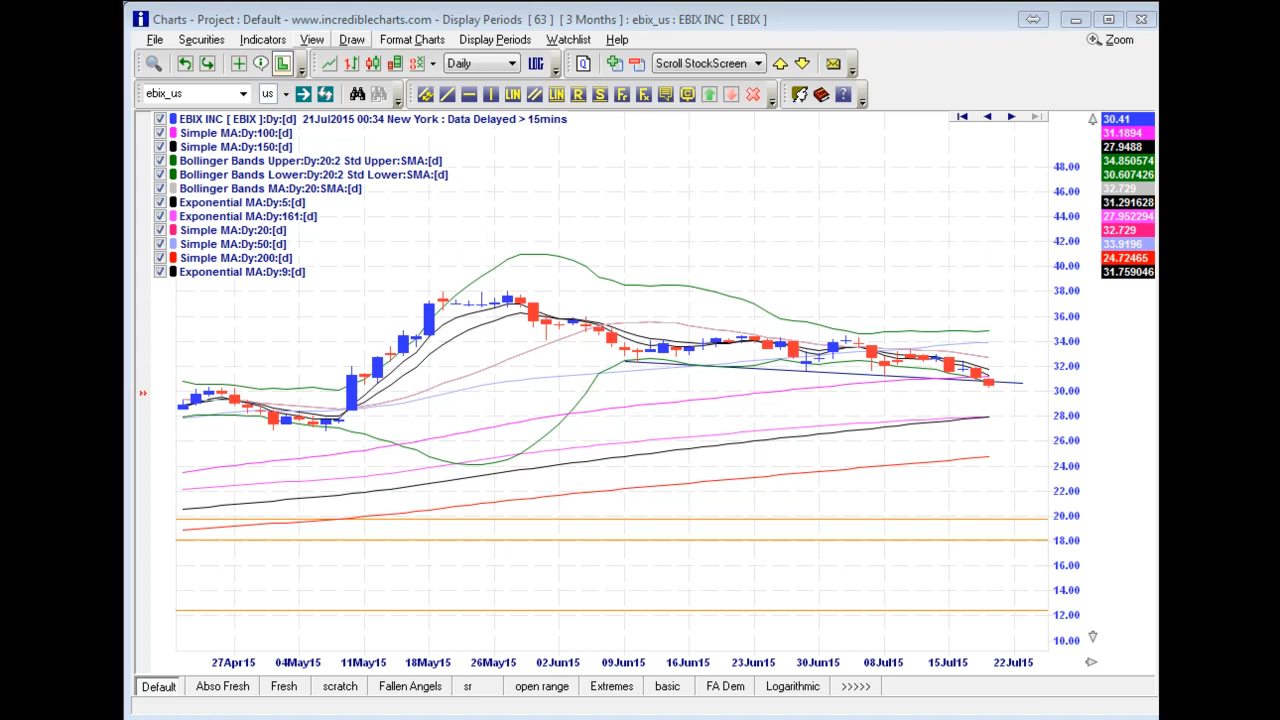 Charts - Project : Default - www.incrediblecharts.com - Display Periods [ 63 ] [ 3 Months ] : ebix_us : EBIX INC [ EBIX ]
File Securities Indicators View Draw Format Charts Display Periods Watchlist Help Zoom
LOG Daily Q Scroll StockScreen
ebix_us us LIN LIN R S Fr Fx ?
EBIX INC [ EBIX ]:Dy:[d] 21Jul2015 00:34 New York : Data Delayed > 15mins 30.41
Simple MA:Dy:100:[d] 31.1894
Simple MA:Dy:150:[d] 27.9488
Bollinger Bands Upper:Dy:20:2 Std Upper:SMA:[d] 34.850574
Bollinger Bands Lower:Dy:20:2 Std Lower:SMA:[d] 30.607426
Bollinger Bands MA:Dy:20:SMA:[d] 32.729
Exponential MA:Dy:5:[d] 31.291628
Exponential MA:Dy:161:[d] 27.952294
Simple MA:Dy:20:[d] 32.729
Simple MA:Dy:50:[d] 33.9196
Simple MA:Dy:200:[d] 24.72465
Exponential MA:Dy:9:[d] 31.759046
48.00
46.00
44.00
42.00
40.00
38.00
36.00
34.00
32.00
30.00
28.00
26.00
24.00
22.00
20.00
18.00
16.00
14.00
12.00
10.00
27Apr15 04May15 11May15 18May15 26May15 02Jun15 09Jun15 16Jun15 23Jun15 30Jun15 08Jul15 15Jul15 22Jul15
Default Abso Fresh Fresh scratch Fallen Angels sr open range Extremes basic FA Dem Logarithmic >>>>>